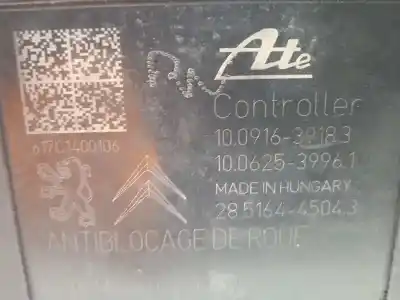 Ate
Controller
10.0916-3918.3
617C1400106
10.0625-3996.1
MADE IN HUNGARY
28.5164-4504.3
ANTIBLOCAGE DE ROUE